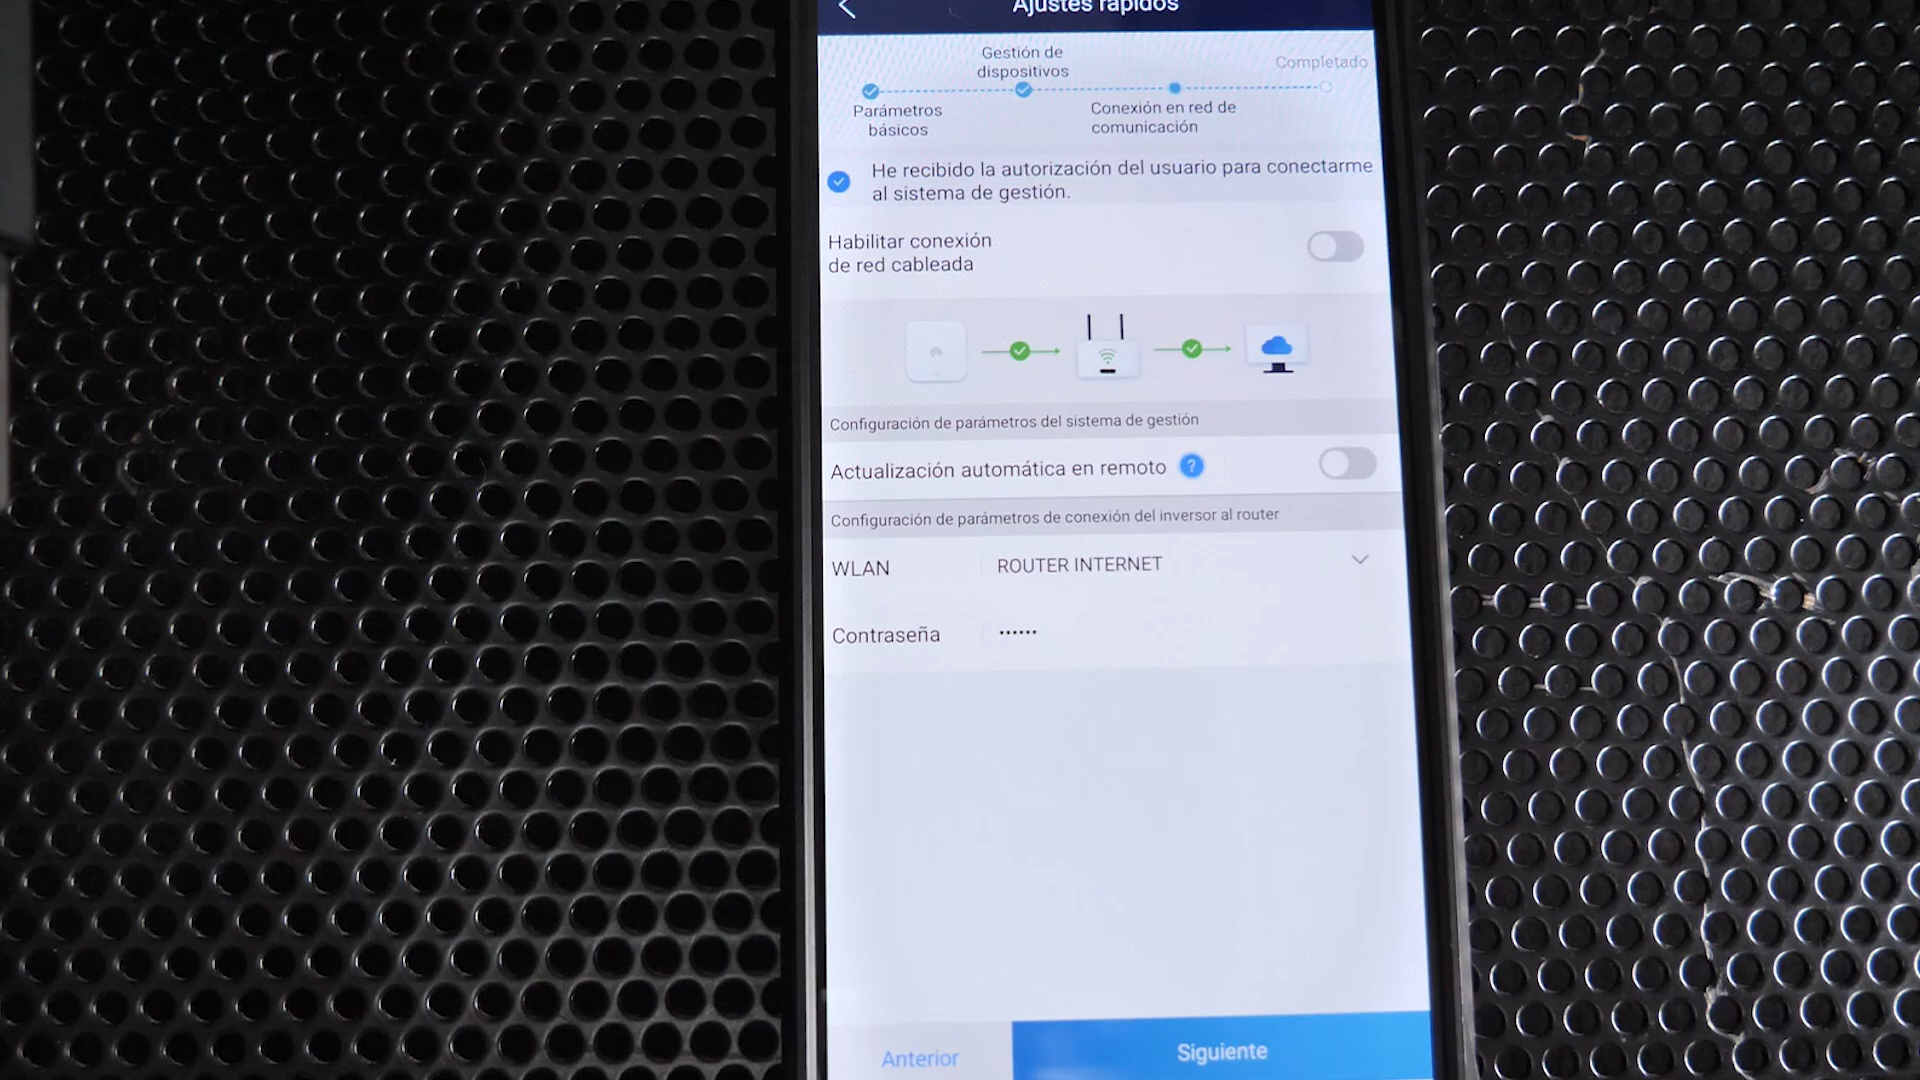 Ajustes rápidos
Gestión de
dispositivos
Completado
Parámetros
básicos
Conexión en red de
comunicación
He recibido la autorización del usuario para conectarme
al sistema de gestión.
Habilitar conexión
de red cableada
Configuración de parámetros del sistema de gestión
Actualización automática en remoto ?
Configuración de parámetros de conexión del inversor al router
WLAN ROUTER INTERNET
Contraseña ••••••
Anterior Siguiente